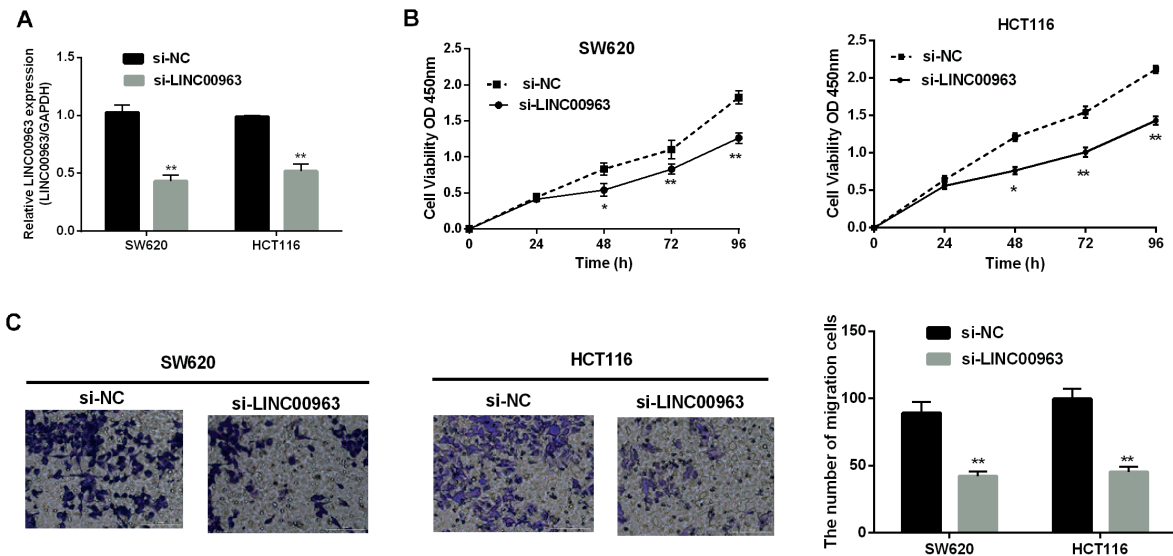 A
Relative LINC00963 expression
(LINC00963/GAPDH)
1.5
1.0
0.5
0.0
si-NC
si-LINC00963
**
**
SW620
HCT116
B
SW620
Cell Viability OD 450nm
2.5
2.0
1.5
1.0
0.5
0.0
si-NC
si-LINC00963
*
**
**
0
24
48
72
96
Time (h)
HCT116
Cell Viability OD 450nm
2.5
2.0
1.5
1.0
0.5
0.0
si-NC
si-LINC00963
*
**
**
0
24
48
72
96
Time (h)
C
SW620
si-NC
si-LINC00963
HCT116
si-NC
si-LINC00963
The number of migration cells
150
100
50
0
si-NC
si-LINC00963
**
**
SW620
HCT116